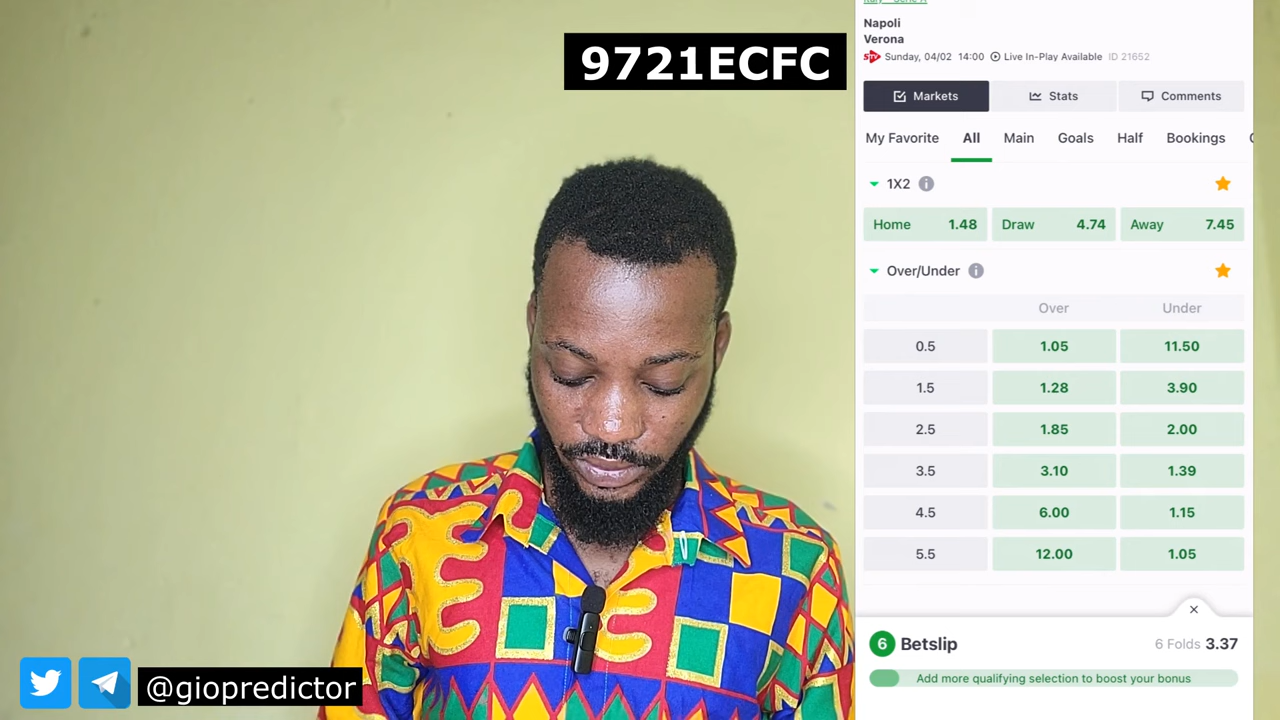 9721ECFC
@giopredictor
Napoli
Verona
Sunday, 04/02 14:00 Live In-Play Available ID 21652
Markets Stats Comments
My Favorite All Main Goals Half Bookings
1X2
Home 1.48 Draw 4.74 Away 7.45
Over/Under
Over Under
0.5 1.05 11.50
1.5 1.28 3.90
2.5 1.85 2.00
3.5 3.10 1.39
4.5 6.00 1.15
5.5 12.00 1.05
6 Betslip 6 Folds 3.37
Add more qualifying selection to boost your bonus